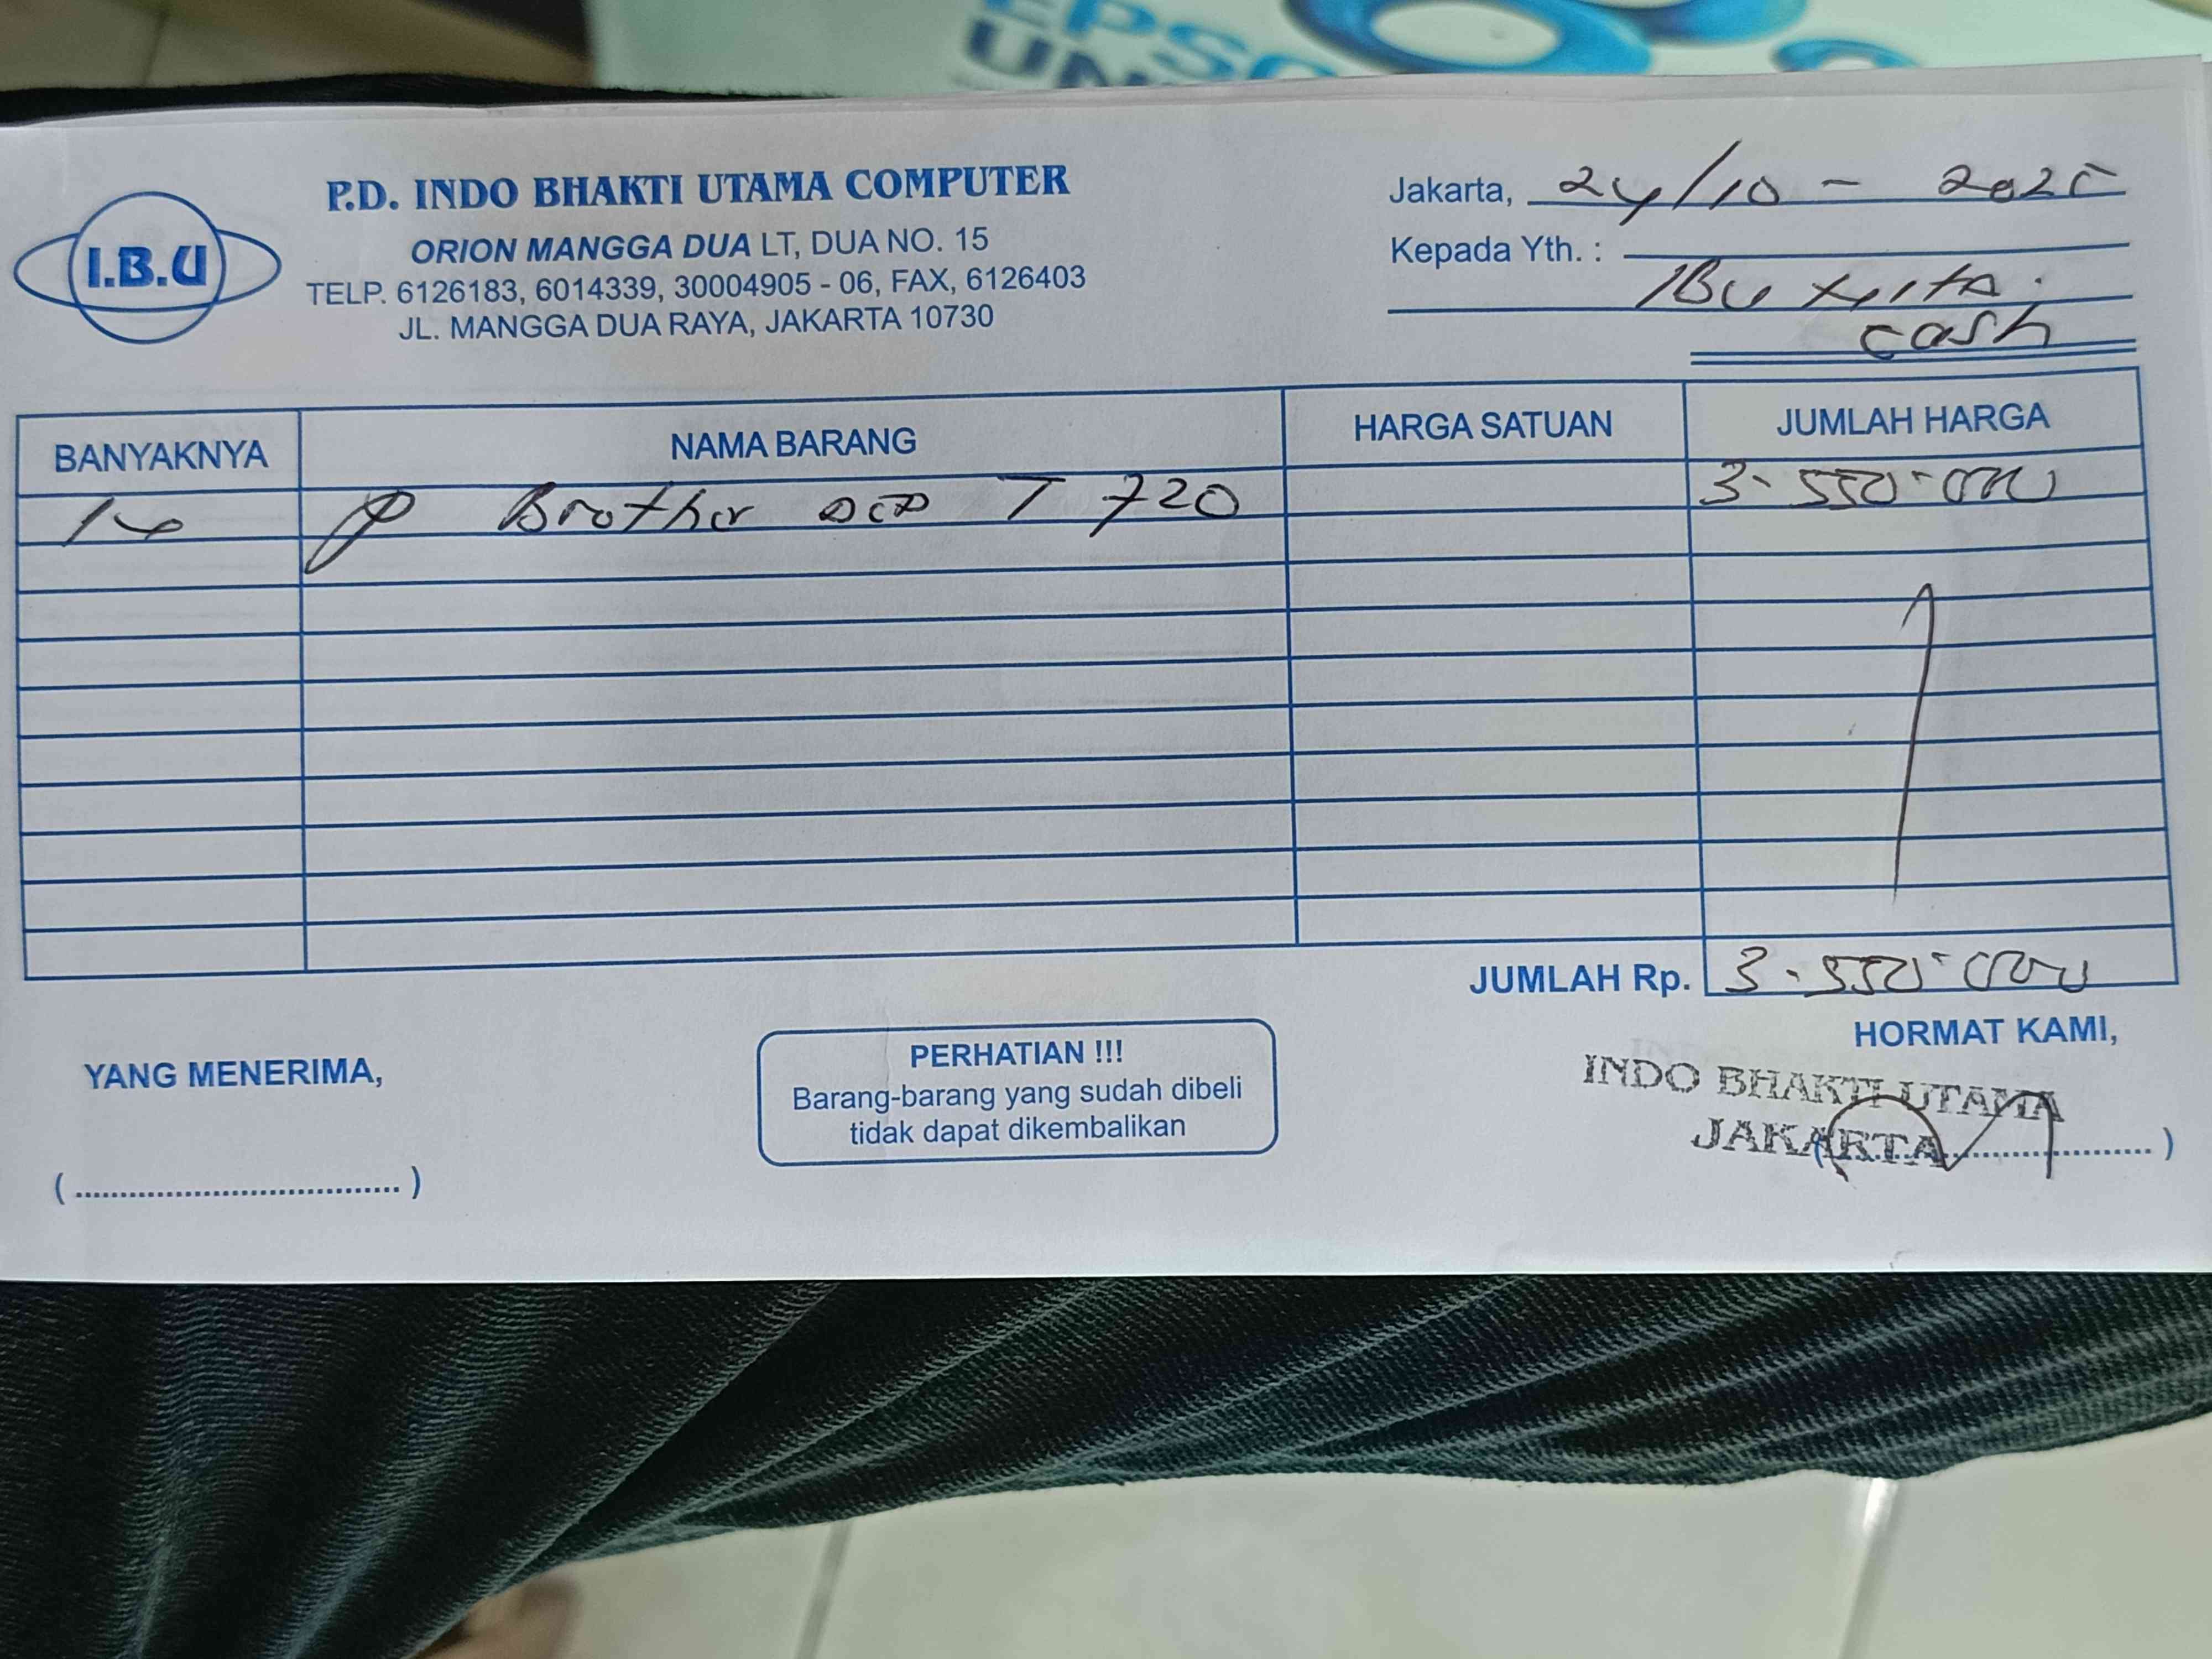 EPSO
UN
I.B.U
P.D. INDO BHAKTI UTAMA COMPUTER
ORION MANGGA DUA LT, DUA NO. 15
TELP. 6126183, 6014339, 30004905 - 06, FAX, 6126403
JL. MANGGA DUA RAYA, JAKARTA 10730
Jakarta, 24/10 - 2025
Kepada Yth. :
Ibu
cash
BANYAKNYA NAMA BARANG HARGA SATUAN JUMLAH HARGA
1 Brother DCP T 720 3.550.000
JUMLAH Rp. 3.550.000
YANG MENERIMA,
(....................................)
PERHATIAN !!!
Barang-barang yang sudah dibeli
tidak dapat dikembalikan
HORMAT KAMI,
INDO BHAKTI UTAMA
JAKARTA